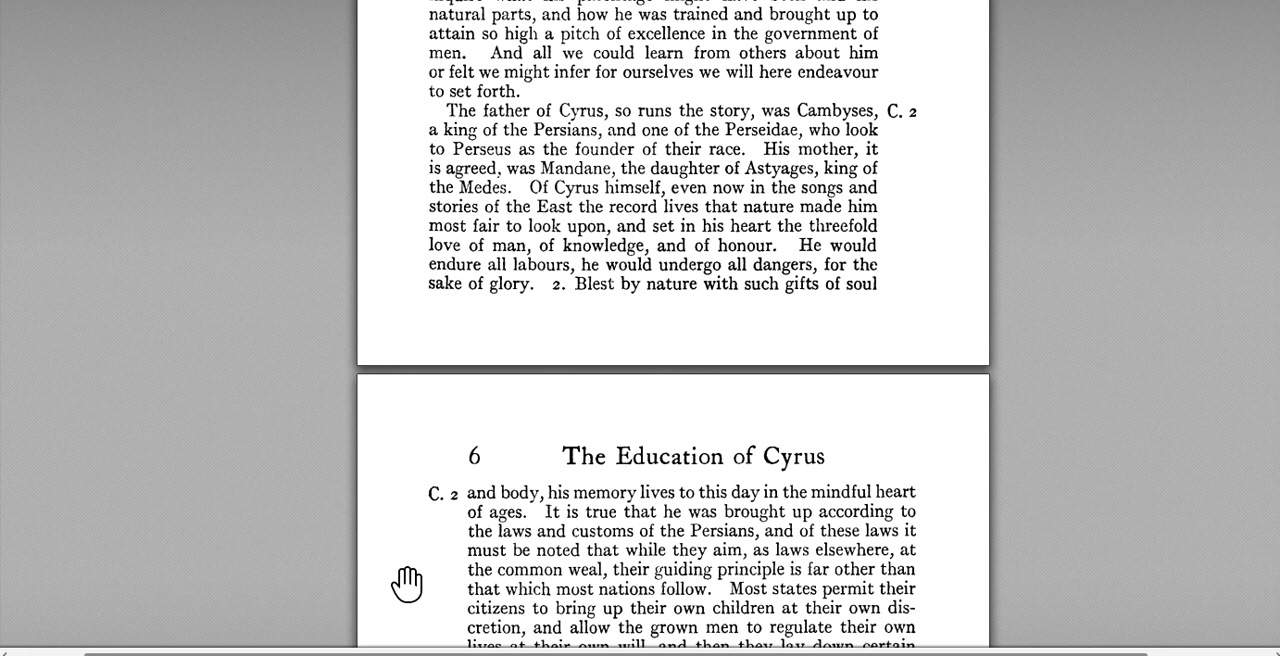 natural parts, and how he was trained and brought up to
attain so high a pitch of excellence in the government of
men. And all we could learn from others about him
or felt we might infer for ourselves we will here endeavour
to set forth.
The father of Cyrus, so runs the story, was Cambyses, C. 2
a king of the Persians, and one of the Perseidae, who look
to Perseus as the founder of their race. His mother, it
is agreed, was Mandane, the daughter of Astyages, king of
the Medes. Of Cyrus himself, even now in the songs and
stories of the East the record lives that nature made him
most fair to look upon, and set in his heart the threefold
love of man, of knowledge, and of honour. He would
endure all labours, he would undergo all dangers, for the
sake of glory. 2. Blest by nature with such gifts of soul
6 The Education of Cyrus
C. 2 and body, his memory lives to this day in the mindful heart
of ages. It is true that he was brought up according to
the laws and customs of the Persians, and of these laws it
must be noted that while they aim, as laws elsewhere, at
the common weal, their guiding principle is far other than
that which most nations follow. Most states permit their
citizens to bring up their own children at their own dis-
cretion, and allow the grown men to regulate their own
lives at their own will, and then they lay down certain